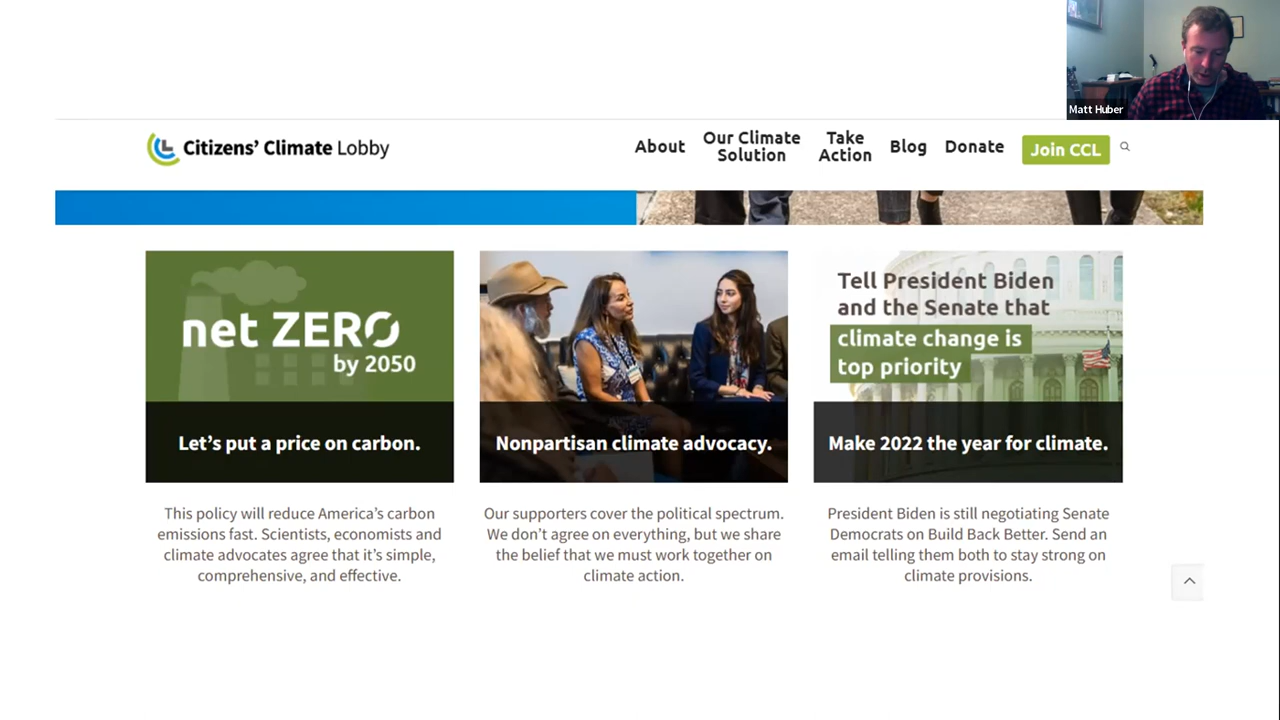 Matt Huber
Citizens’ Climate Lobby
About
Our Climate
Solution
Take
Action
Blog
Donate
Join CCL
net ZERO
by 2050
Let’s put a price on carbon.
This policy will reduce America’s carbon
emissions fast. Scientists, economists and
climate advocates agree that it’s simple,
comprehensive, and effective.
Nonpartisan climate advocacy.
Our supporters cover the political spectrum.
We don’t agree on everything, but we share
the belief that we must work together on
climate action.
Tell President Biden
and the Senate that
climate change is
top priority
Make 2022 the year for climate.
President Biden is still negotiating Senate
Democrats on Build Back Better. Send an
email telling them both to stay strong on
climate provisions.